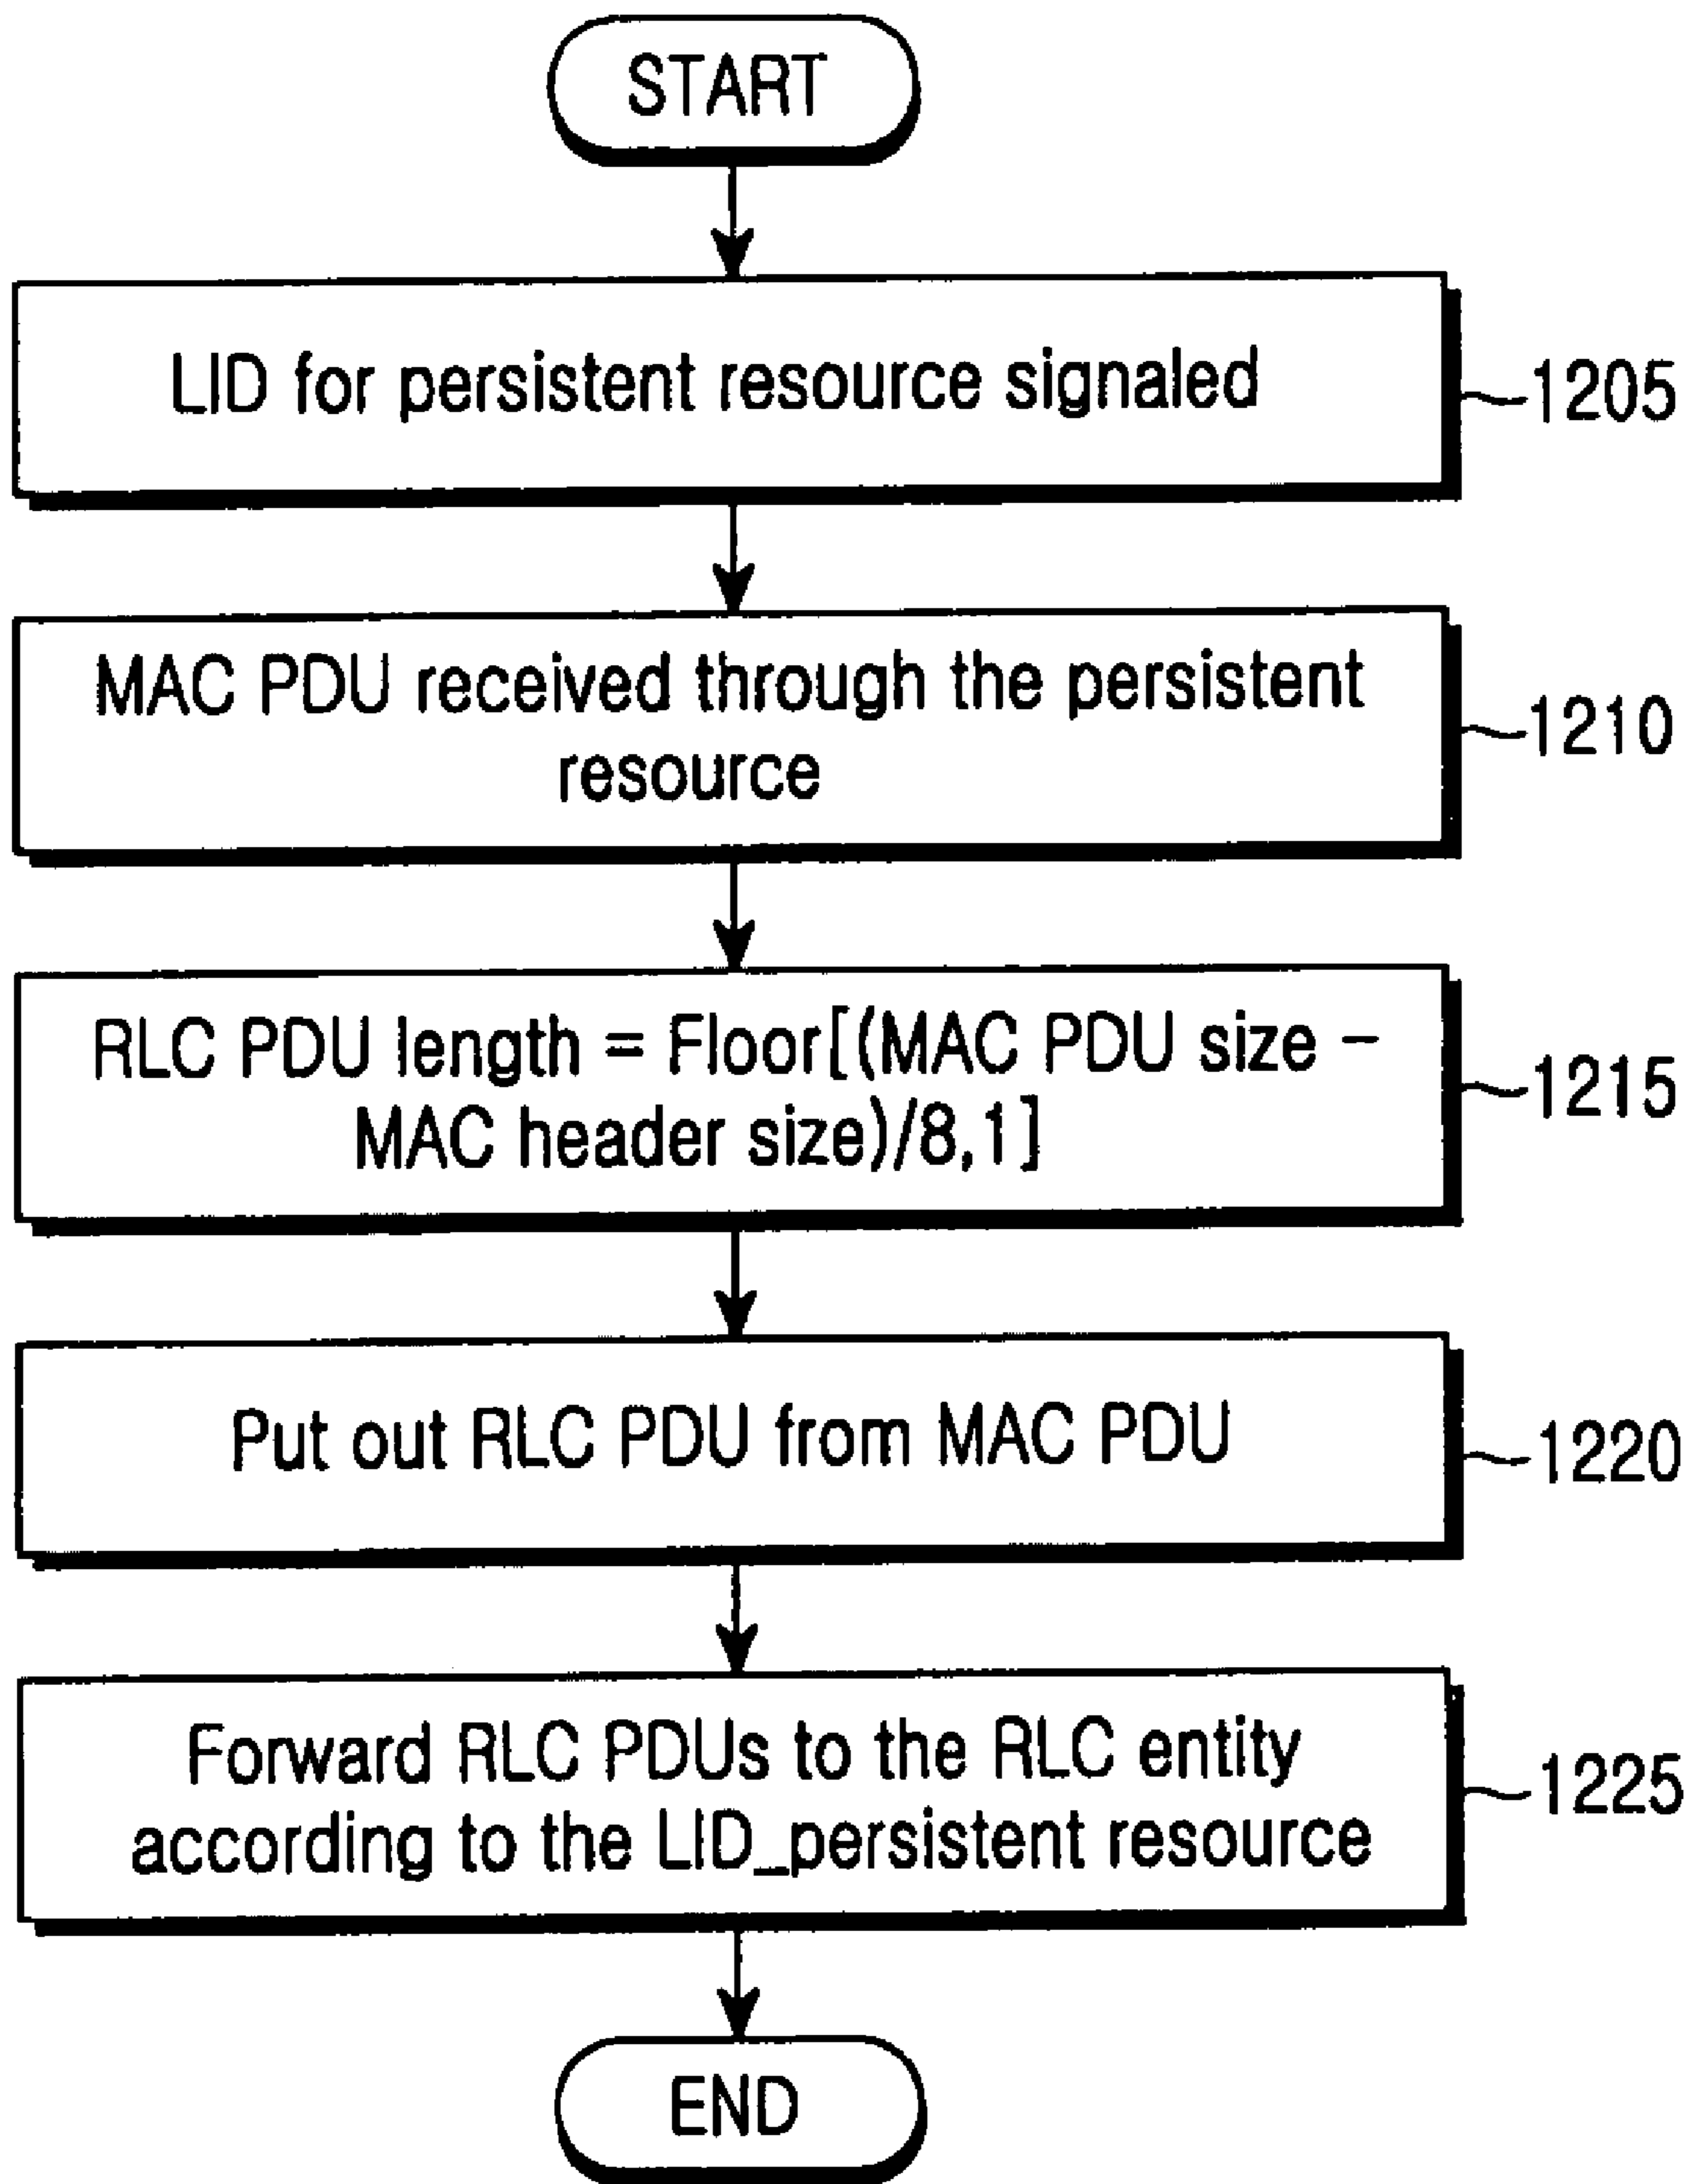 START
LID for persistent resource signaled
1205
MAC PDU received through the persistent
resource
1210
RLC PDU length = Floor[(MAC PDU size –
MAC header size)/8,1]
1215
Put out RLC PDU from MAC PDU
1220
Forward RLC PDUs to the RLC entity
according to the LID_persistent resource
1225
END